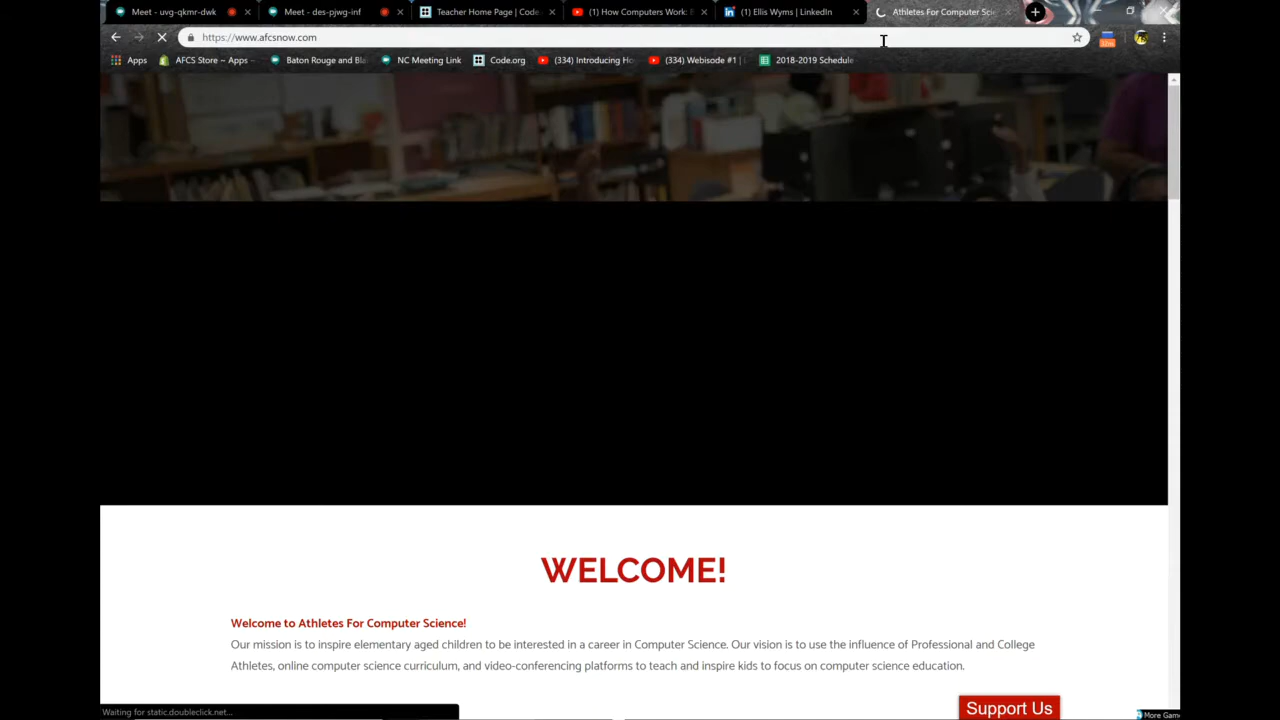 Meet - uvg-qkmr-dwk
Meet - des-pjwg-inf
Teacher Home Page | Code.
(1) How Computers Work:
(1) Ellis Wyms | LinkedIn
Athletes For Computer Scie
https://www.afcsnow.com
Apps
AFCS Store ~ Apps ~
Baton Rouge and Bla
NC Meeting Link
Code.org
(334) Introducing Ho
(334) Webisode #1 |
2018-2019 Schedule
WELCOME!
Welcome to Athletes For Computer Science!
Our mission is to inspire elementary aged children to be interested in a career in Computer Science. Our vision is to use the influence of Professional and College
Athletes, online computer science curriculum, and video-conferencing platforms to teach and inspire kids to focus on computer science education.
Support Us
Waiting for static.doubleclick.net...
More Gam